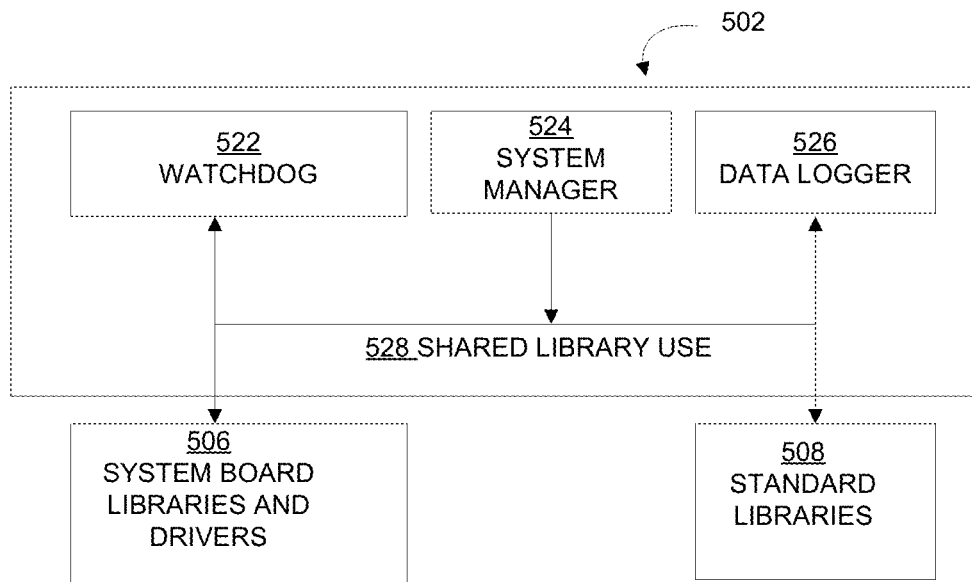 502
522
WATCHDOG
524
SYSTEM
MANAGER
526
DATA LOGGER
528 SHARED LIBRARY USE
506
SYSTEM BOARD
LIBRARIES AND
DRIVERS
508
STANDARD
LIBRARIES